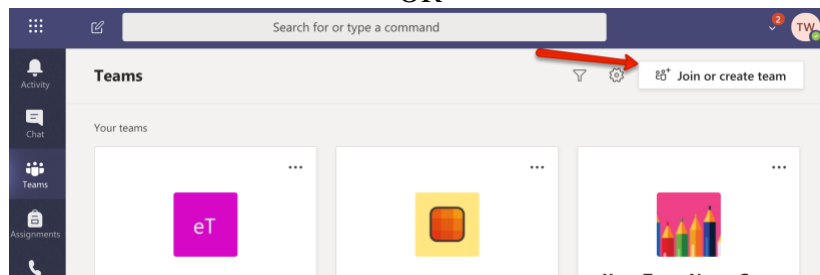 OR
Search for or type a command
2
TW
Activity
Teams
Join or create team
Chat
Your teams
Teams
eT
Assignments